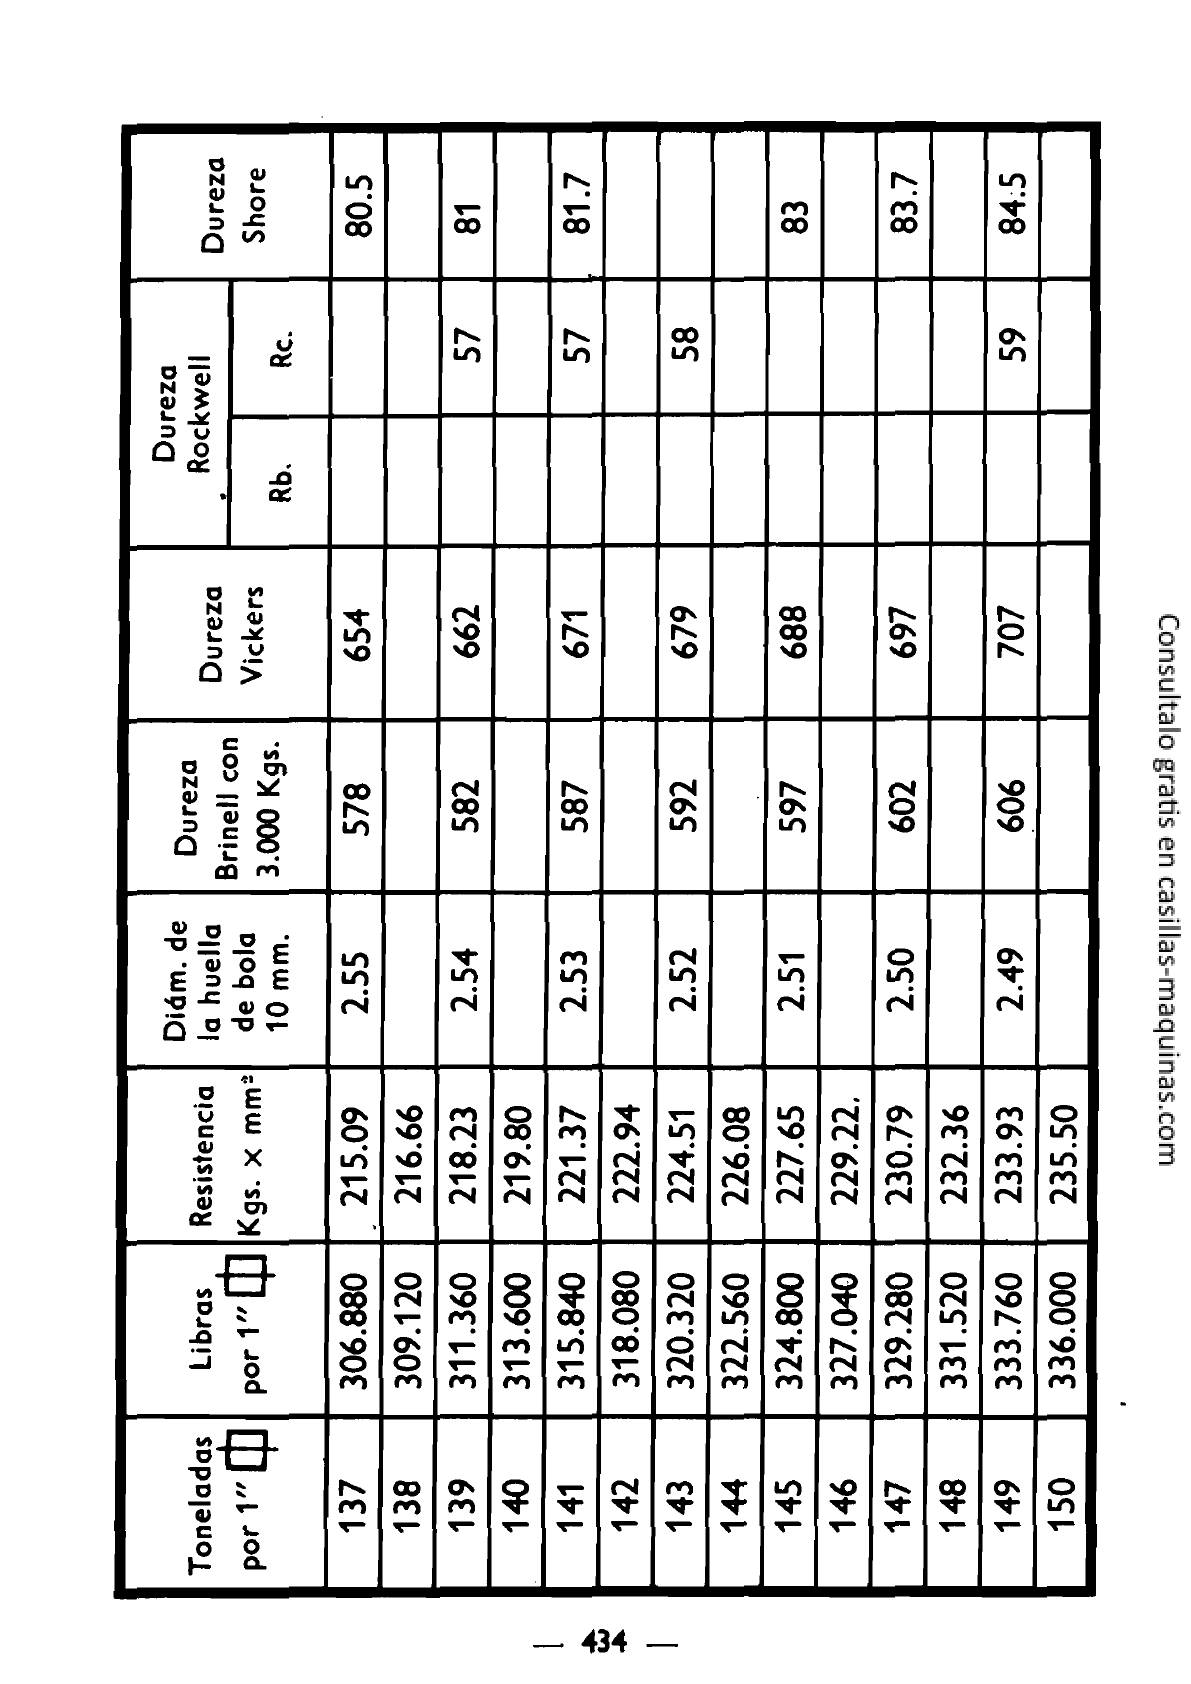 Toneladas por 1" Libras por 1" Resistencia Kgs. x mm² Diám. de la huella de bola 10 mm. Dureza Brinell con 3.000 Kgs. Dureza Vickers Dureza Rockwell Rb. Rc. Dureza Shore
137 306.880 215.09 2.55 578 654 80.5
138 309.120 216.66
139 311.360 218.23 2.54 582 662 57 81
140 313.600 219.80
141 315.840 221.37 2.53 587 671 57 81.7
142 318.080 222.94
143 320.320 224.51 2.52 592 679 58
144 322.560 226.08
145 324.800 227.65 2.51 597 688 83
146 327.040 229.22.
147 329.280 230.79 2.50 602 697 83.7
148 331.520 232.36
149 333.760 233.93 2.49 606 707 59 84.5
150 336.000 235.50
— 434 —
Consultalo gratis en casillas-maquinas.com